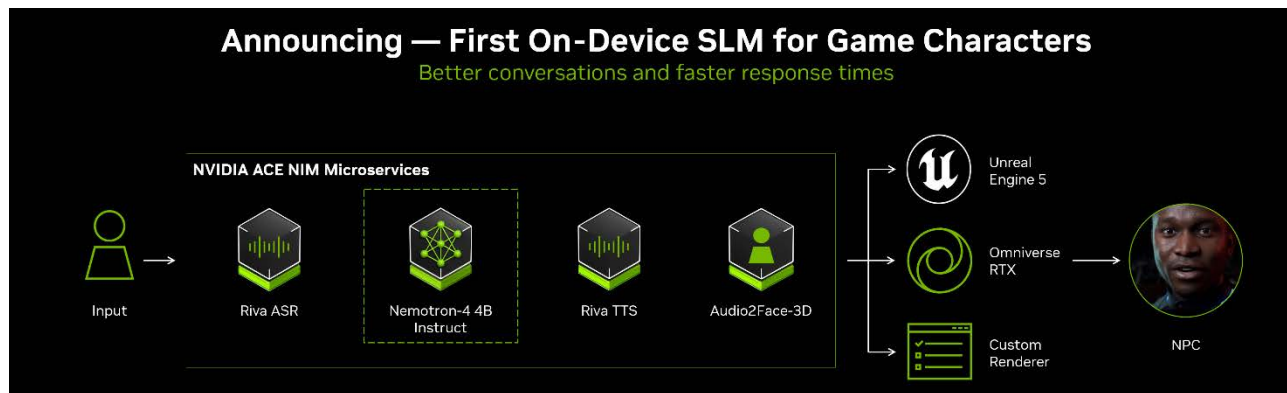 Announcing — First On-Device SLM for Game Characters
Better conversations and faster response times
NVIDIA ACE NIM Microservices
Input
Riva ASR
Nemotron-4 4B
Instruct
Riva TTS
Audio2Face-3D
Unreal
Engine 5
Omniverse
RTX
Custom
Renderer
NPC